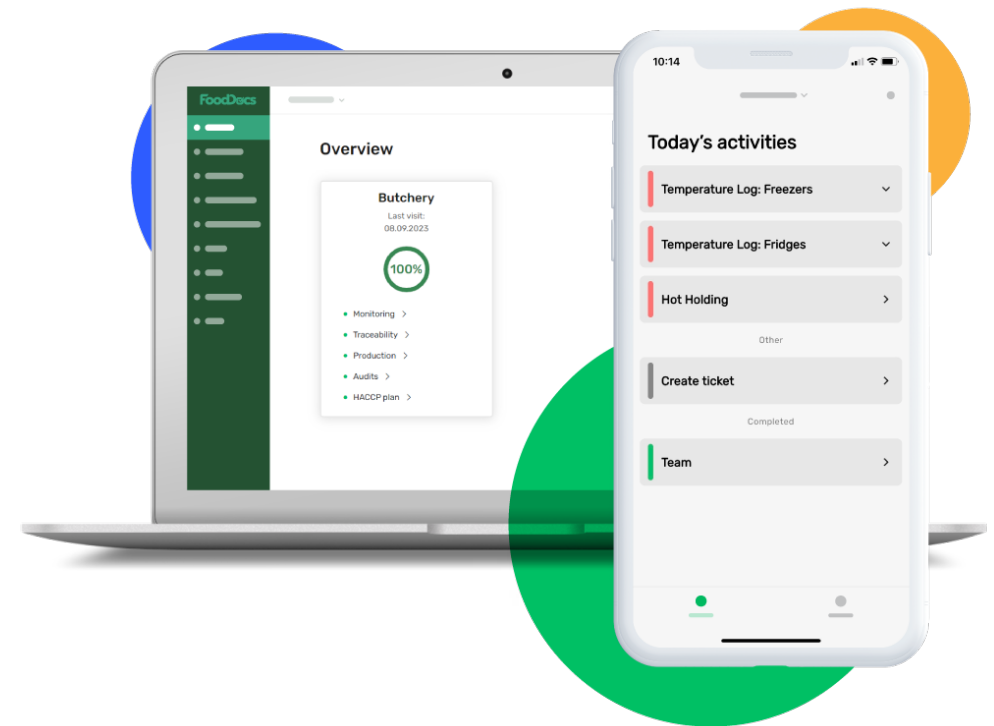 FoodDocs
Overview
Butchery
Last visit:
08.09.2023
100%
Monitoring
Traceability
Production
Audits
HACCP plan
10:14
Today's activities
Temperature Log: Freezers
Temperature Log: Fridges
Hot Holding
Other
Create ticket
Completed
Team